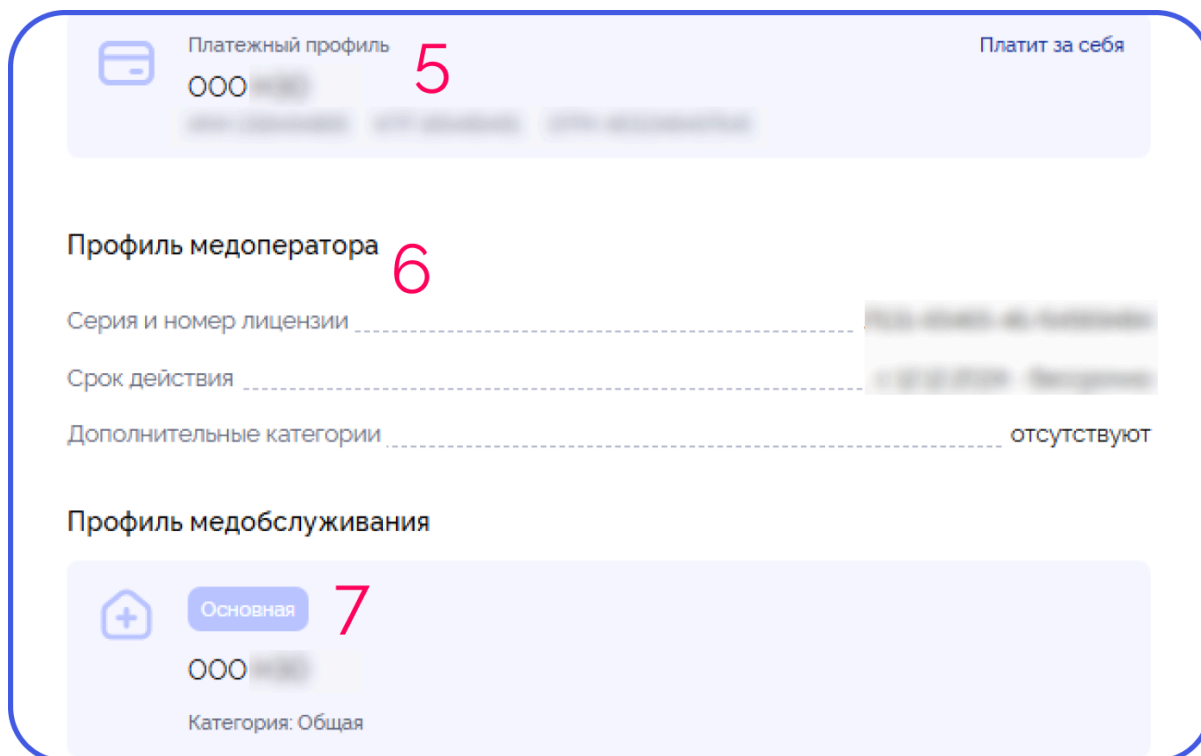 Платежный профиль 5 Платит за себя
ООО
Профиль медоператора 6
Серия и номер лицензии
Срок действия
Дополнительные категории отсутствуют
Профиль медобслуживания
Основная 7
ООО
Категория: Общая